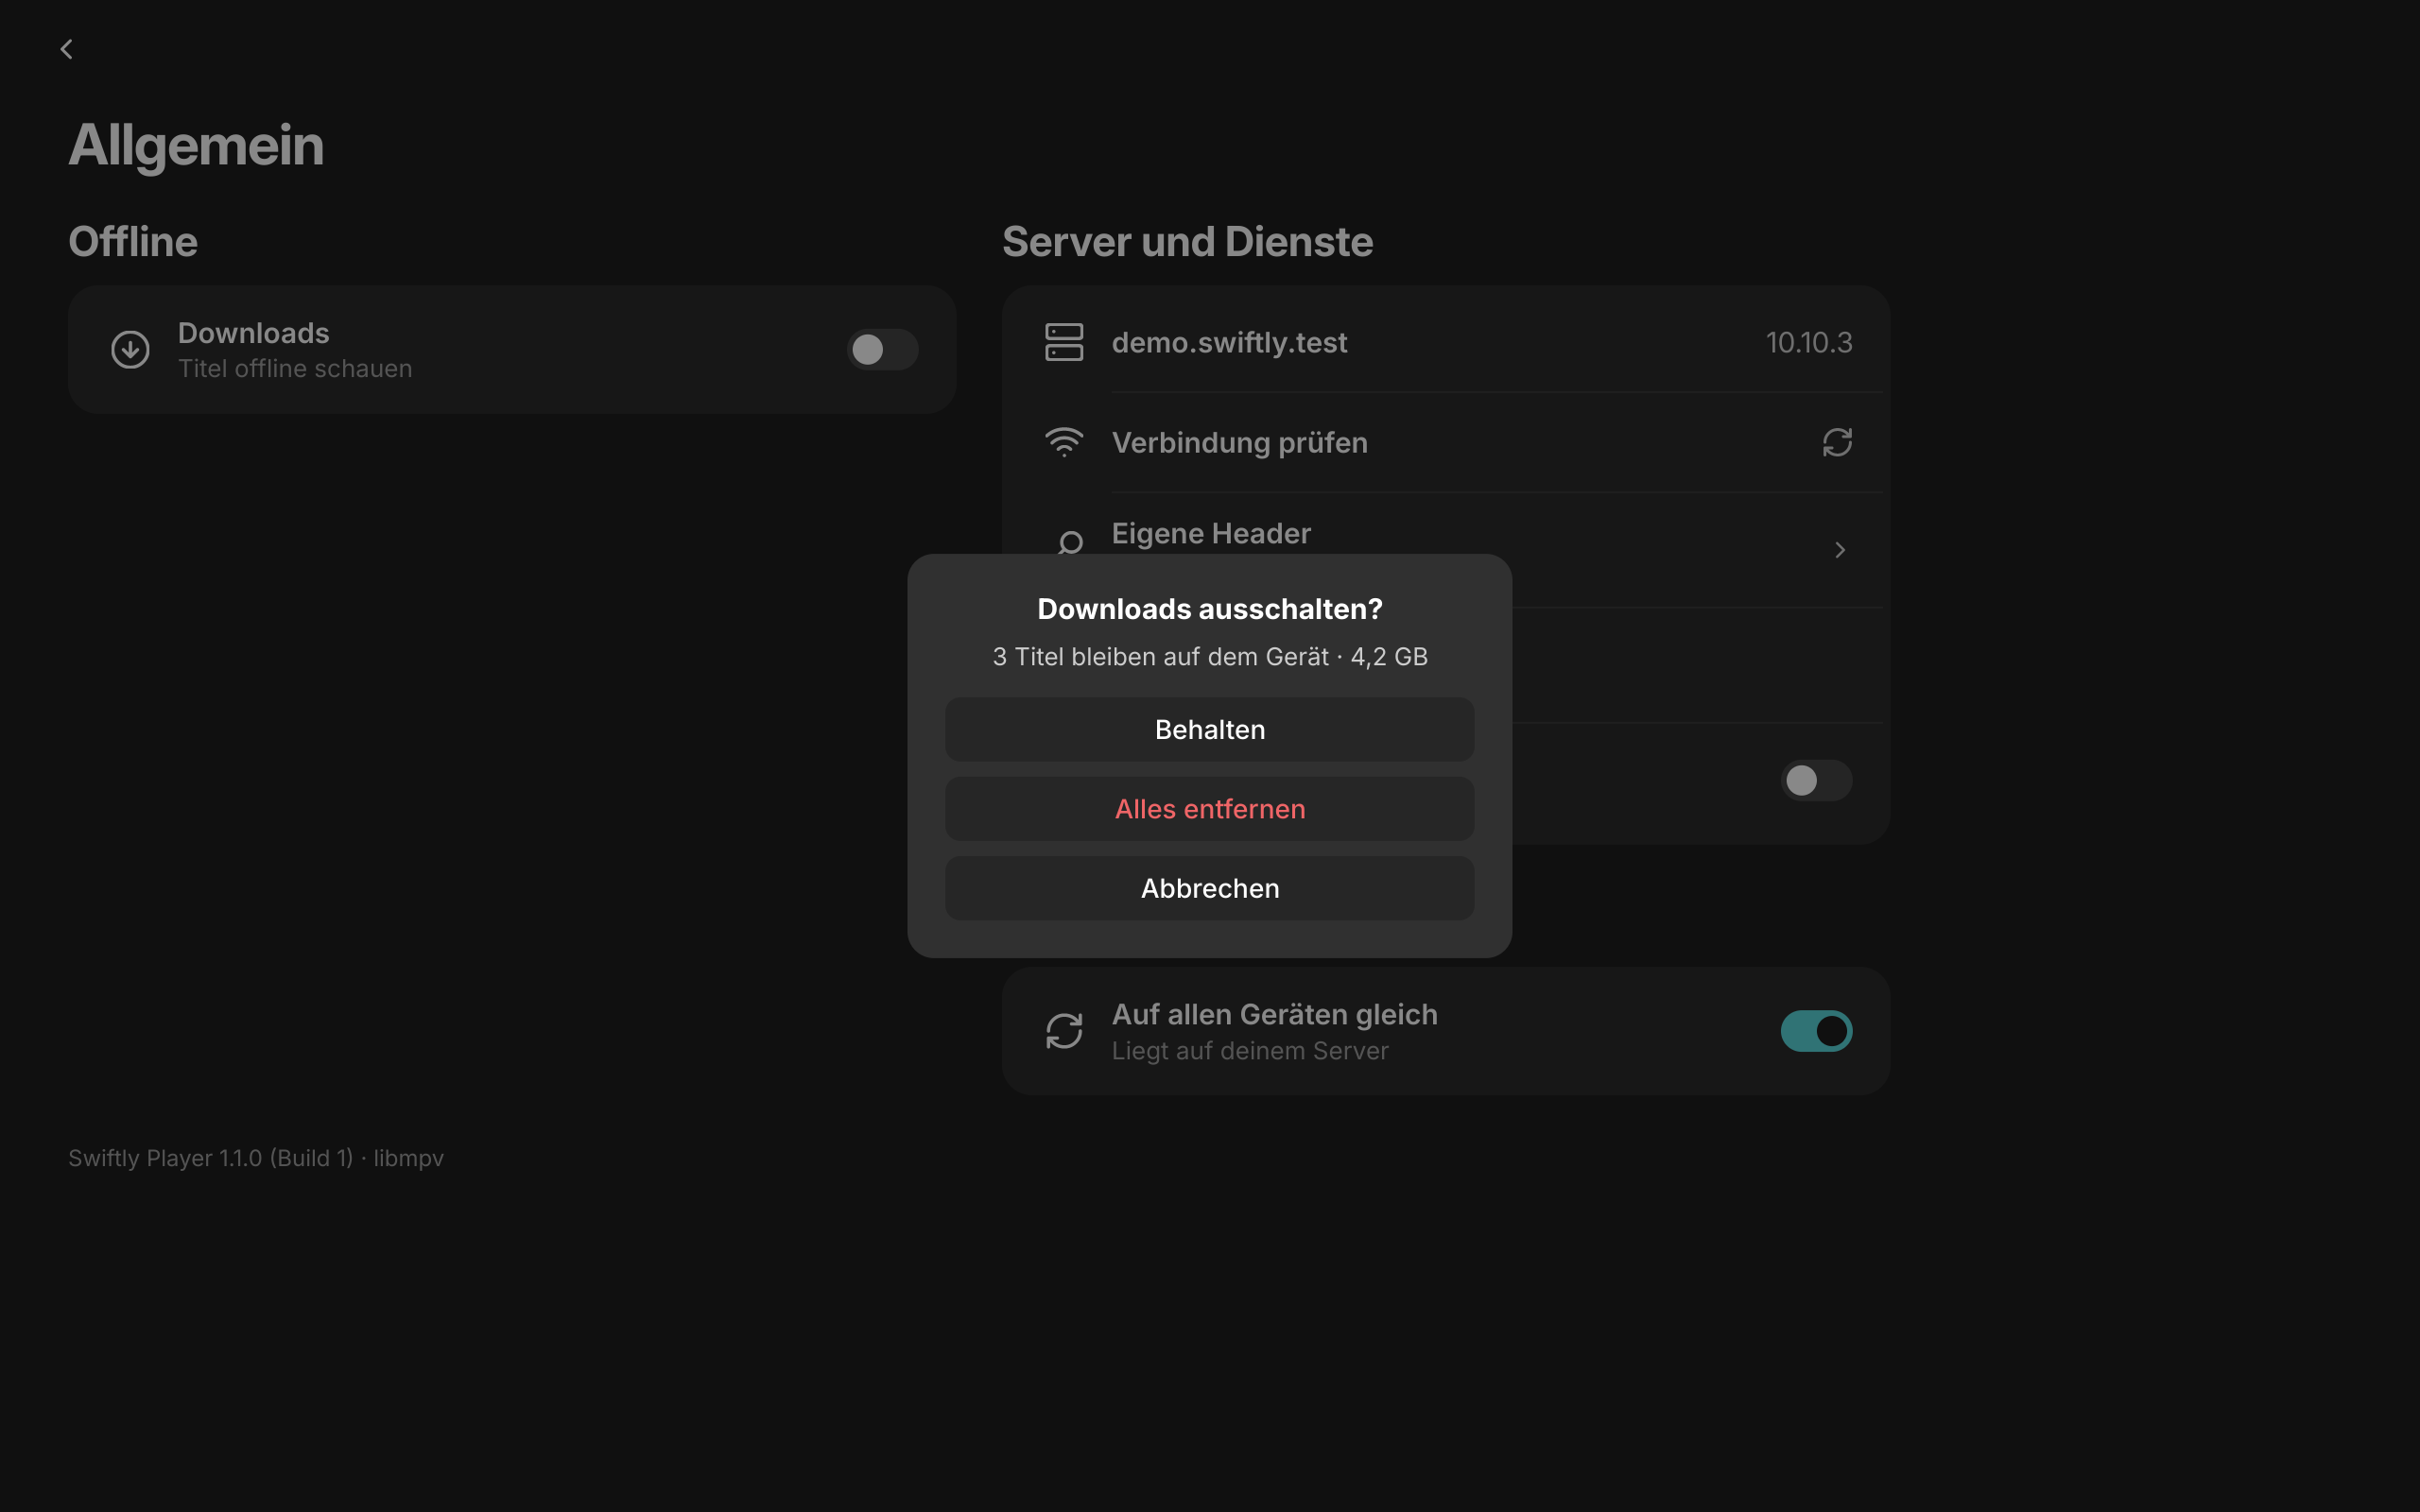 Allgemein
Offline
Downloads
Titel offline schauen
Server und Dienste
demo.swiftly.test
10.10.3
Verbindung prüfen
Eigene Header
Downloads ausschalten?
3 Titel bleiben auf dem Gerät · 4,2 GB
Behalten
Alles entfernen
Abbrechen
Auf allen Geräten gleich
Liegt auf deinem Server
Swiftly Player 1.1.0 (Build 1) · libmpv